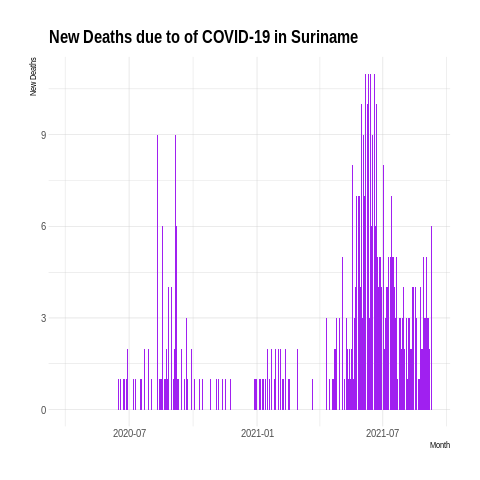 New Deaths due to of COVID-19 in Suriname
New Deaths
9
6
3
0
2020-07
2021-01
2021-07
Month